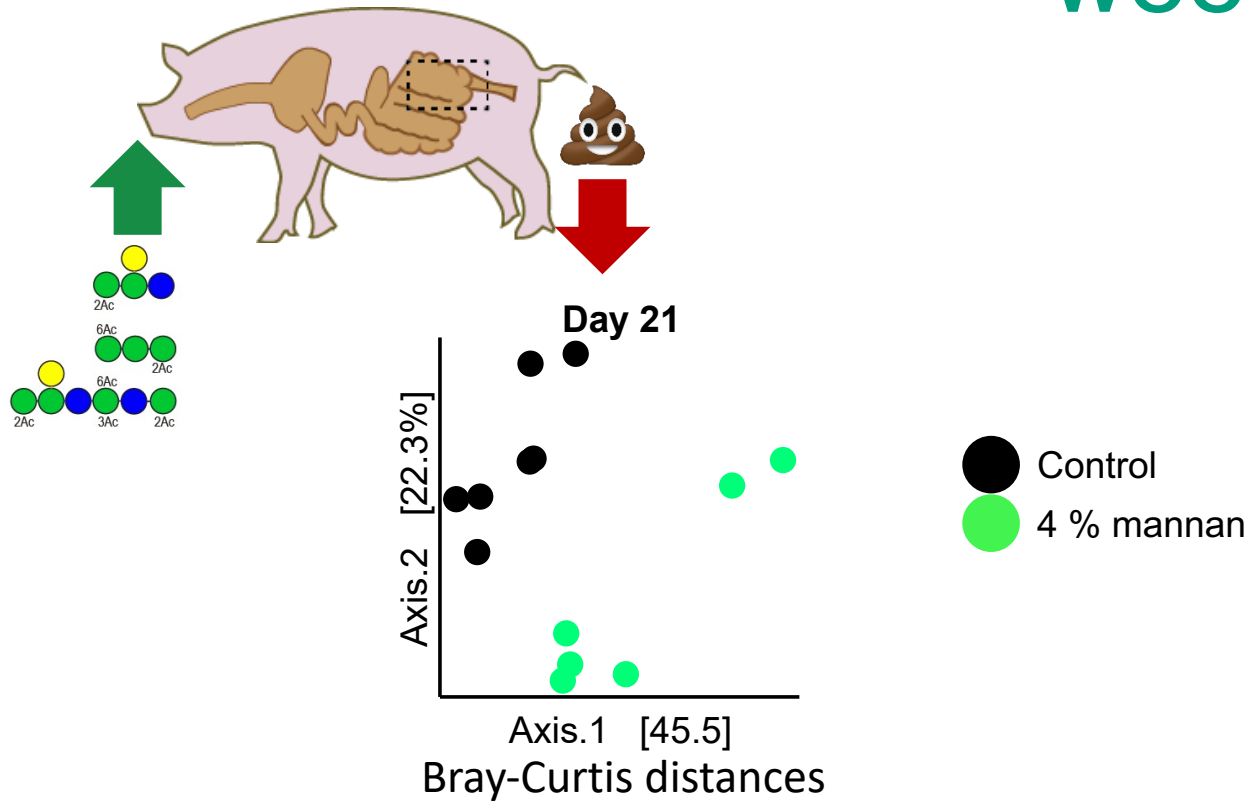 2Ac
6Ac
2Ac
6Ac
2Ac 3Ac 2Ac
Day 21
Axis.2 [22.3%]
Axis.1 [45.5]
Bray-Curtis distances
Control
4 % mannan